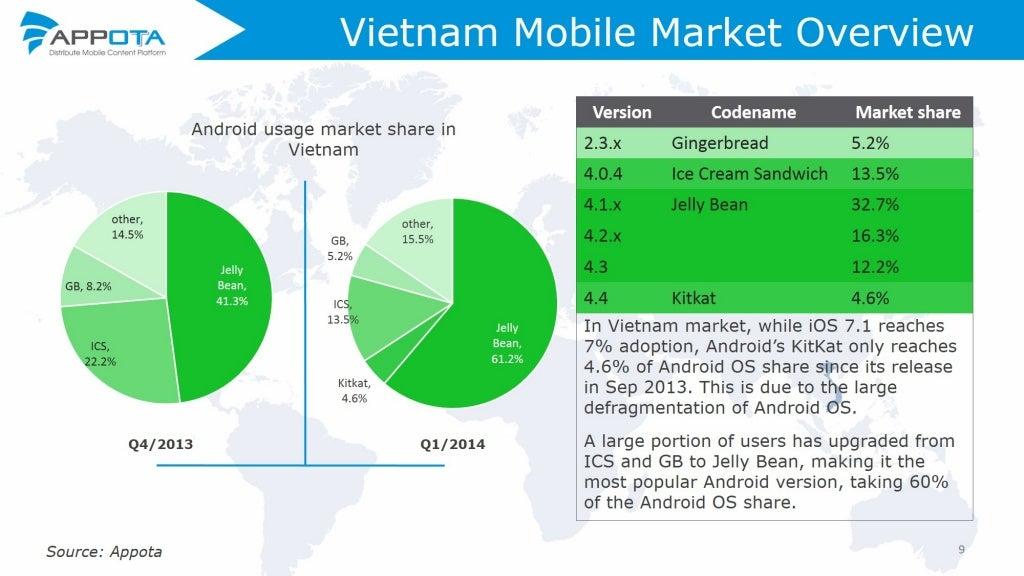 APPOTA
Distribute Mobile Content Platform
Vietnam Mobile Market Overview
Android usage market share in
Vietnam
other,
14.5%
GB, 8.2%
ICS,
22.2%
Jelly
Bean,
41.3%
Q4/2013
other,
15.5%
GB,
5.2%
ICS,
13.5%
Kitkat,
4.6%
Jelly
Bean,
61.2%
Q1/2014
Version Codename Market share
2.3.x Gingerbread 5.2%
4.0.4 Ice Cream Sandwich 13.5%
4.1.x Jelly Bean 32.7%
4.2.x 16.3%
4.3 12.2%
4.4 Kitkat 4.6%
In Vietnam market, while iOS 7.1 reaches
7% adoption, Android's KitKat only reaches
4.6% of Android OS share since its release
in Sep 2013. This is due to the large
defragmentation of Android OS.
A large portion of users has upgraded from
ICS and GB to Jelly Bean, making it the
most popular Android version, taking 60%
of the Android OS share.
Source: Appota
9